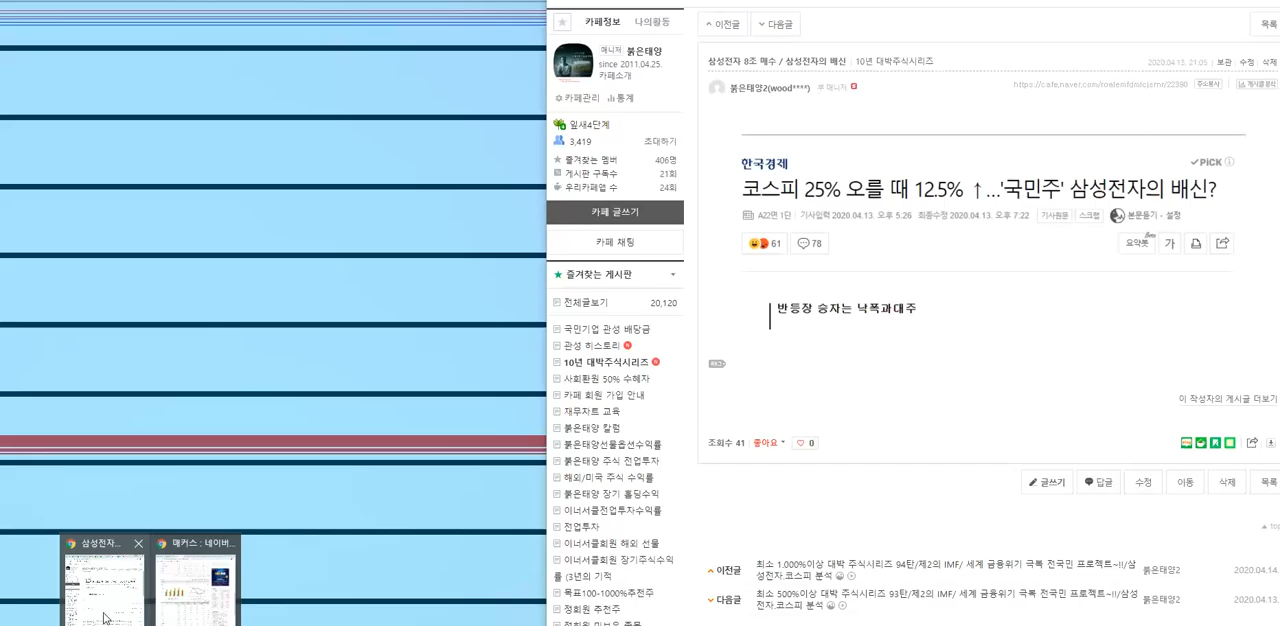 카페정보 나의활동
매니저 붉은태양
since 2011.04.25.
카페소개
카페관리 통계
잎새4단계
3,419 초대하기
즐겨찾는 멤버 406명
게시판 구독수 21회
우리카페앱 수 24회
카페 글쓰기
카페 채팅
즐겨찾는 게시판
전체글보기 20,120
국민기업 관성 배당금
관성 히스토리
10년 대박주식시리즈
사회환원 50% 수혜자
카페 회원 가입 안내
재무차트 교육
붉은태양 칼럼
붉은태양선물옵션수익률
붉은태양 주식 전업투자
해외/미국 주식 수익률
붉은태양 장기 홀딩수익
이너서클전업투자수익률
전업투자
이너서클회원 해외 선물
이너서클회원 장기주식수익
률 (3년의 기적
목표100-1000%추천주
정회원 추천주
이전글 다음글 목록
삼성전자 8조 매수 / 삼성전자의 배신 10년 대박주식시리즈 2020.04.13. 21:05 보관 수정 삭제
붉은태양2(wood****) 매니저 주소복사
한국경제 PiCK
코스피 25% 오를 때 12.5% ↑…'국민주' 삼성전자의 배신?
A22면 1단 기사입력 2020.04.13. 오후 5:26 최종수정 2020.04.13. 오후 7:22 기사원문 스크랩 본문듣기 · 설정
61 78 요약봇 가
반등장 승자는 낙폭과대주
이 작성자의 게시글 더보기
조회수 41 좋아요 0
글쓰기 답글 수정 이동 삭제 목록
top
이전글 최소 1,000%이상 대박 주식시리즈 94탄/제2의 IMF/ 세계 금융위기 극복 전국민 프로젝트~!!/삼성전자.코스피 분석 붉은태양2 2020.04.14.
다음글 최소 500%이상 대박 주식시리즈 93탄/제2의 IMF/ 세계 금융위기 극복 전국민 프로젝트~!!/삼성전자.코스피 분석 붉은태양2 2020.04.13.
삼성전자... 매커스 : 네이버...